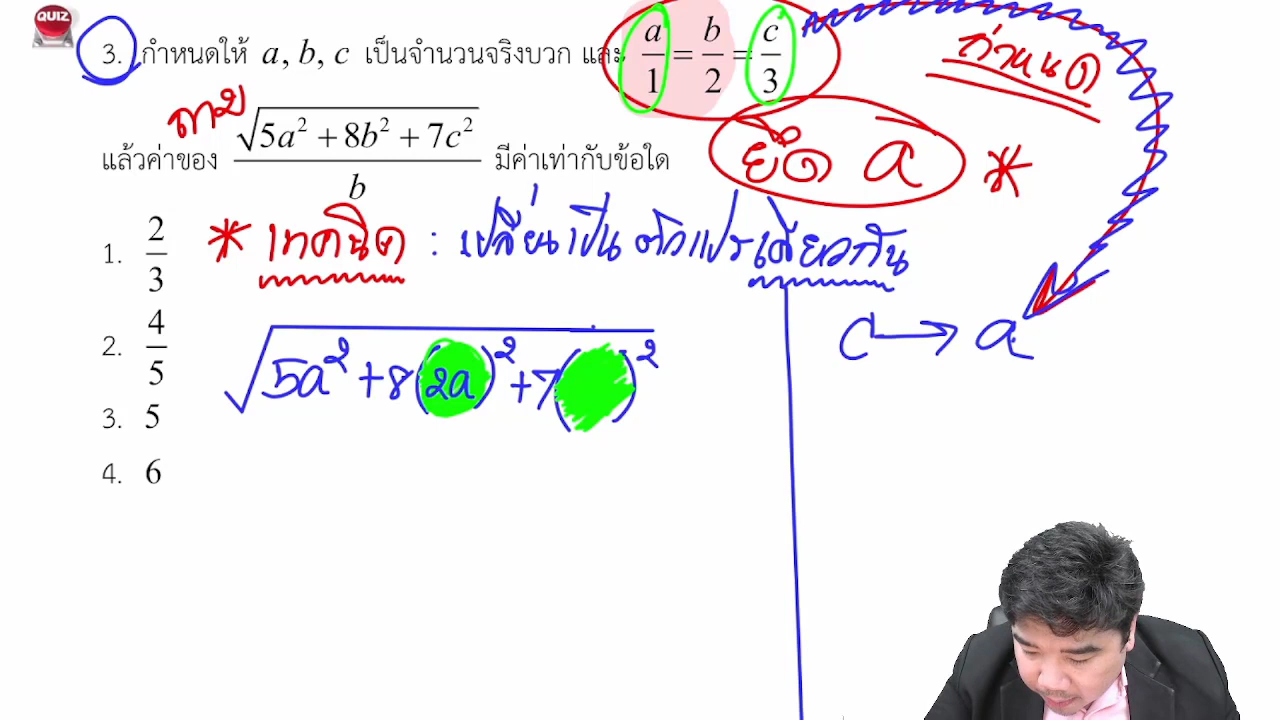 QUIZ
3. กำหนดให้ a, b, c เป็นจำนวนจริงบวก และ a/1 = b/2 = c/3
กำหนด
ถาม
แล้วค่าของ √(5a² + 8b² + 7c²) / b มีค่าเท่ากับข้อใด
ยึด a *
* เทคนิค : เปลี่ยนเป็นตัวแปรเดียวกัน
1. 2/3
2. 4/5
3. 5
4. 6
√(5a² + 8(2a)² + 7( )²
c → a